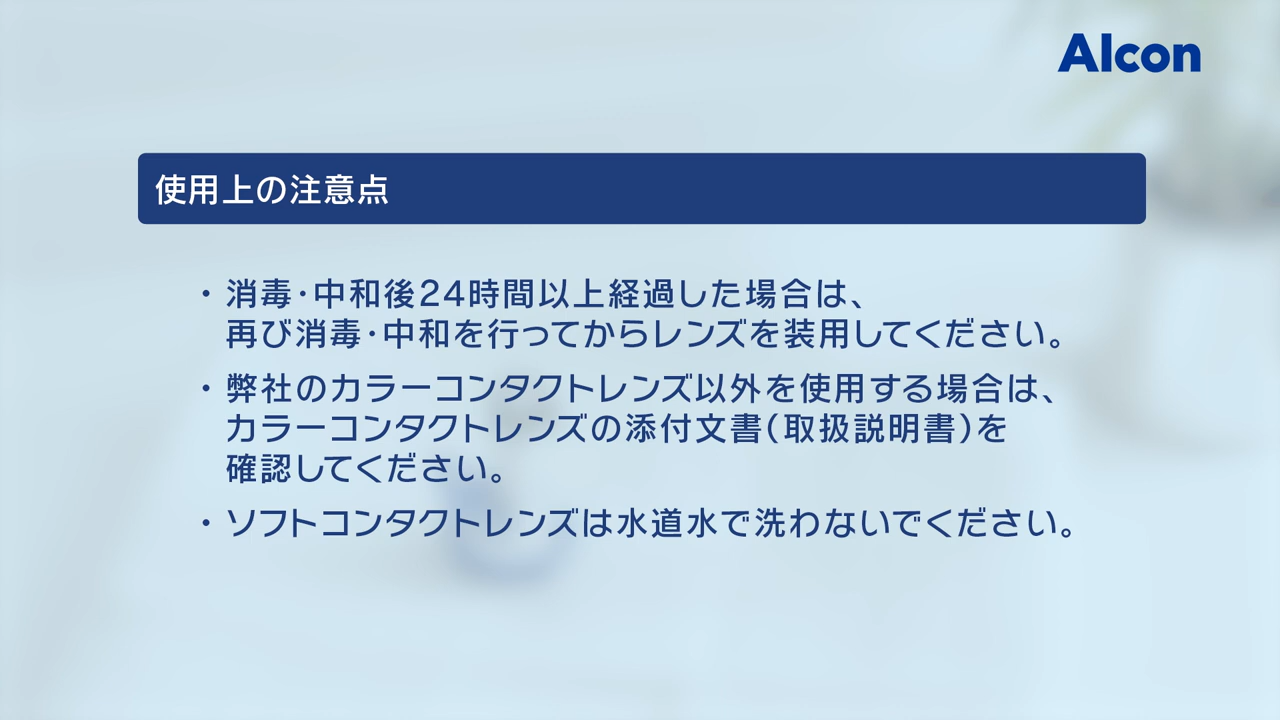 Alcon
使用上の注意点
・消毒・中和後24時間以上経過した場合は、
再び消毒・中和を行ってからレンズを装用してください。
・弊社のカラーコンタクトレンズ以外を使用する場合は、
カラーコンタクトレンズの添付文書(取扱説明書)を
確認してください。
・ソフトコンタクトレンズは水道水で洗わないでください。